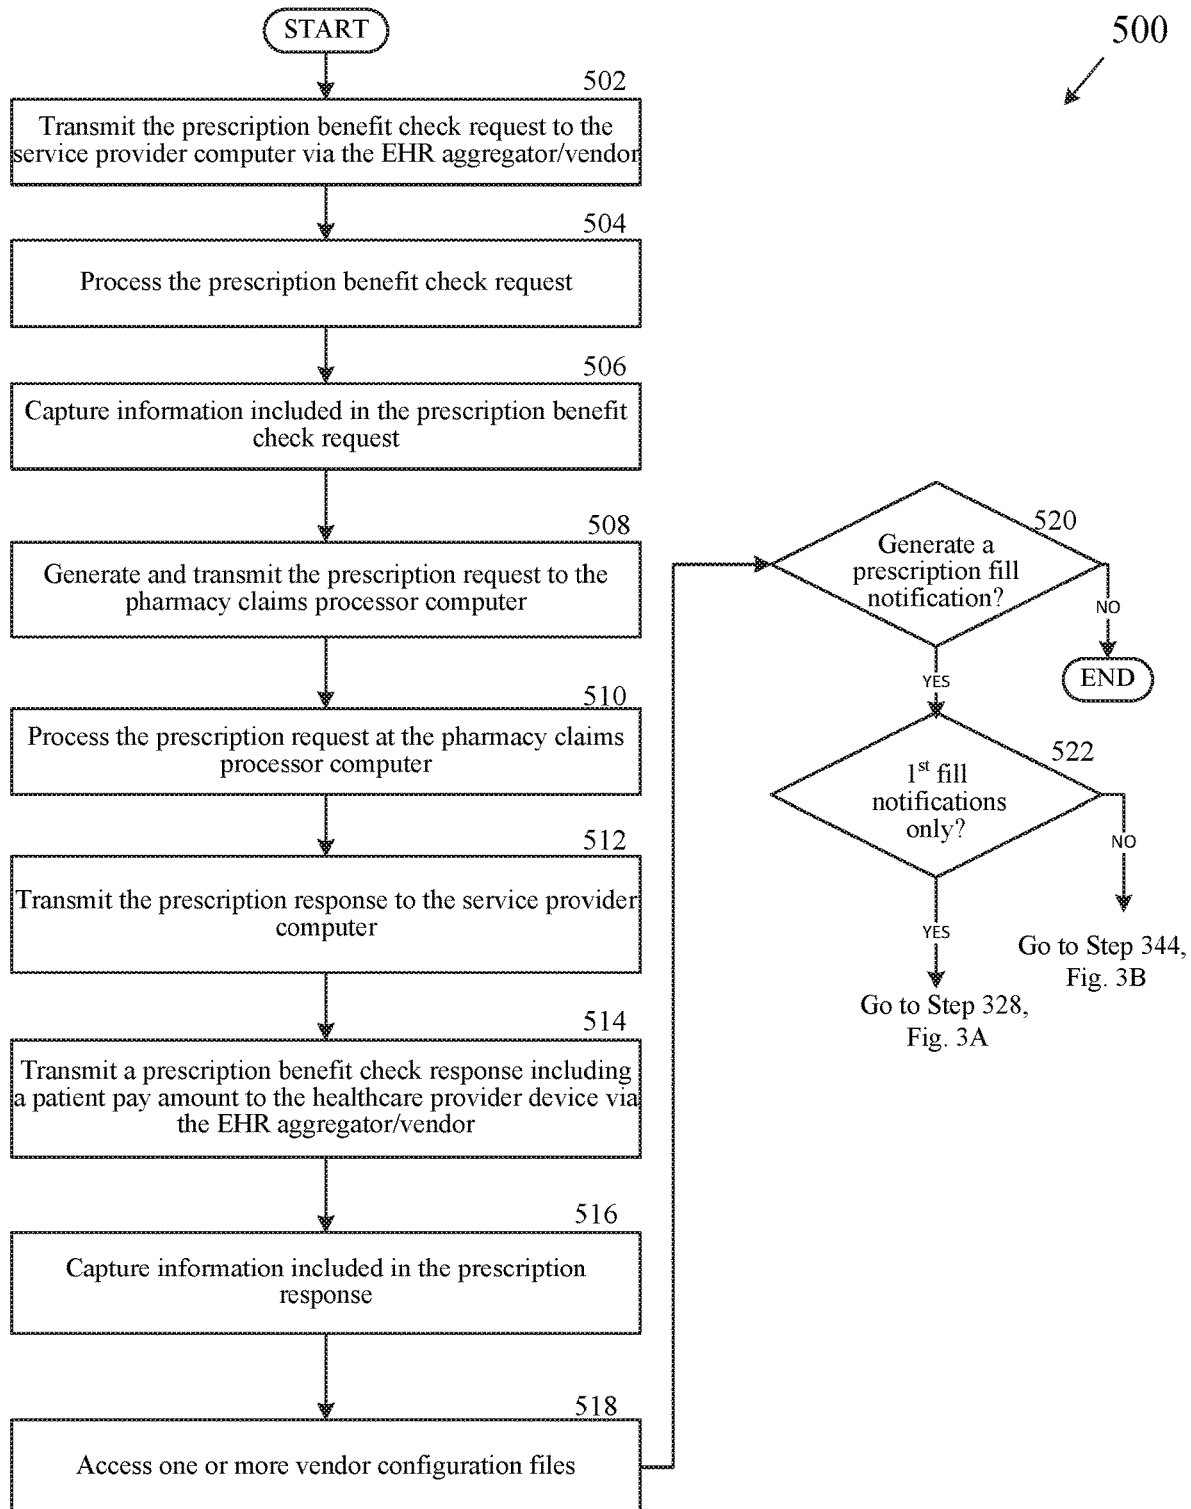 START
500
502
Transmit the prescription benefit check request to the
service provider computer via the EHR aggregator/vendor
504
Process the prescription benefit check request
506
Capture information included in the prescription benefit
check request
508
Generate and transmit the prescription request to the
pharmacy claims processor computer
510
Process the prescription request at the pharmacy claims
processor computer
512
Transmit the prescription response to the service provider
computer
514
Transmit a prescription benefit check response including
a patient pay amount to the healthcare provider device via
the EHR aggregator/vendor
516
Capture information included in the prescription
response
518
Access one or more vendor configuration files
520
Generate a
prescription fill
notification?
NO
END
YES
522
1st fill
notifications
only?
NO
Go to Step 344,
Fig. 3B
YES
Go to Step 328,
Fig. 3A